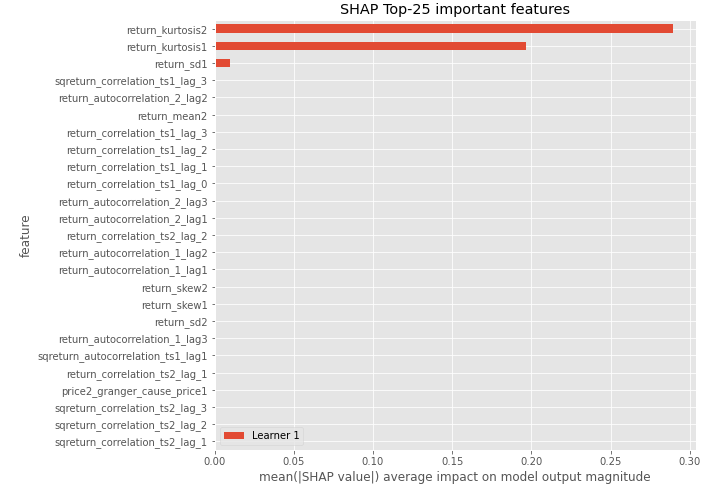 SHAP Top-25 important features
return_kurtosis2
return_kurtosis1
return_sd1
sqreturn_correlation_ts1_lag_3
return_autocorrelation_2_lag2
return_mean2
return_correlation_ts1_lag_3
return_correlation_ts1_lag_2
return_correlation_ts1_lag_1
return_correlation_ts1_lag_0
return_autocorrelation_2_lag3
return_autocorrelation_2_lag1
return_correlation_ts2_lag_2
return_autocorrelation_1_lag2
return_autocorrelation_1_lag1
return_skew2
return_skew1
return_sd2
return_autocorrelation_1_lag3
sqreturn_autocorrelation_ts1_lag1
return_correlation_ts2_lag_1
price2_granger_cause_price1
sqreturn_correlation_ts2_lag_3
sqreturn_correlation_ts2_lag_2
sqreturn_correlation_ts2_lag_1
feature
Learner 1
0.00 0.05 0.10 0.15 0.20 0.25 0.30
mean(|SHAP value|) average impact on model output magnitude